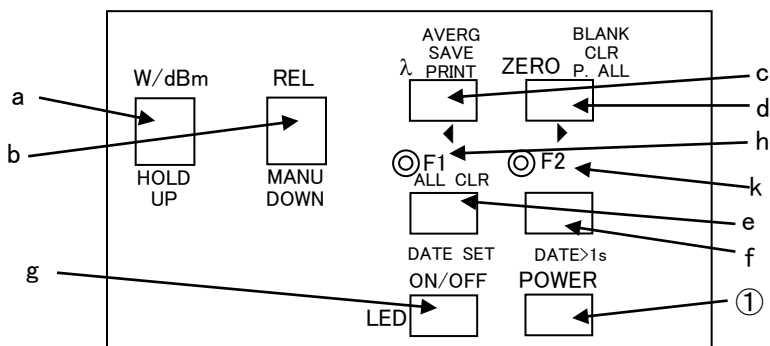 AVERG
SAVE
PRINT
BLANK
CLR
P. ALL
W/dBm
REL
λ
ZERO
a
b
c
d
HOLD
UP
MANU
DOWN
F1
F2
h
k
ALL CLR
e
f
DATE SET
DATE>1s
g
ON/OFF
POWER
LED
①